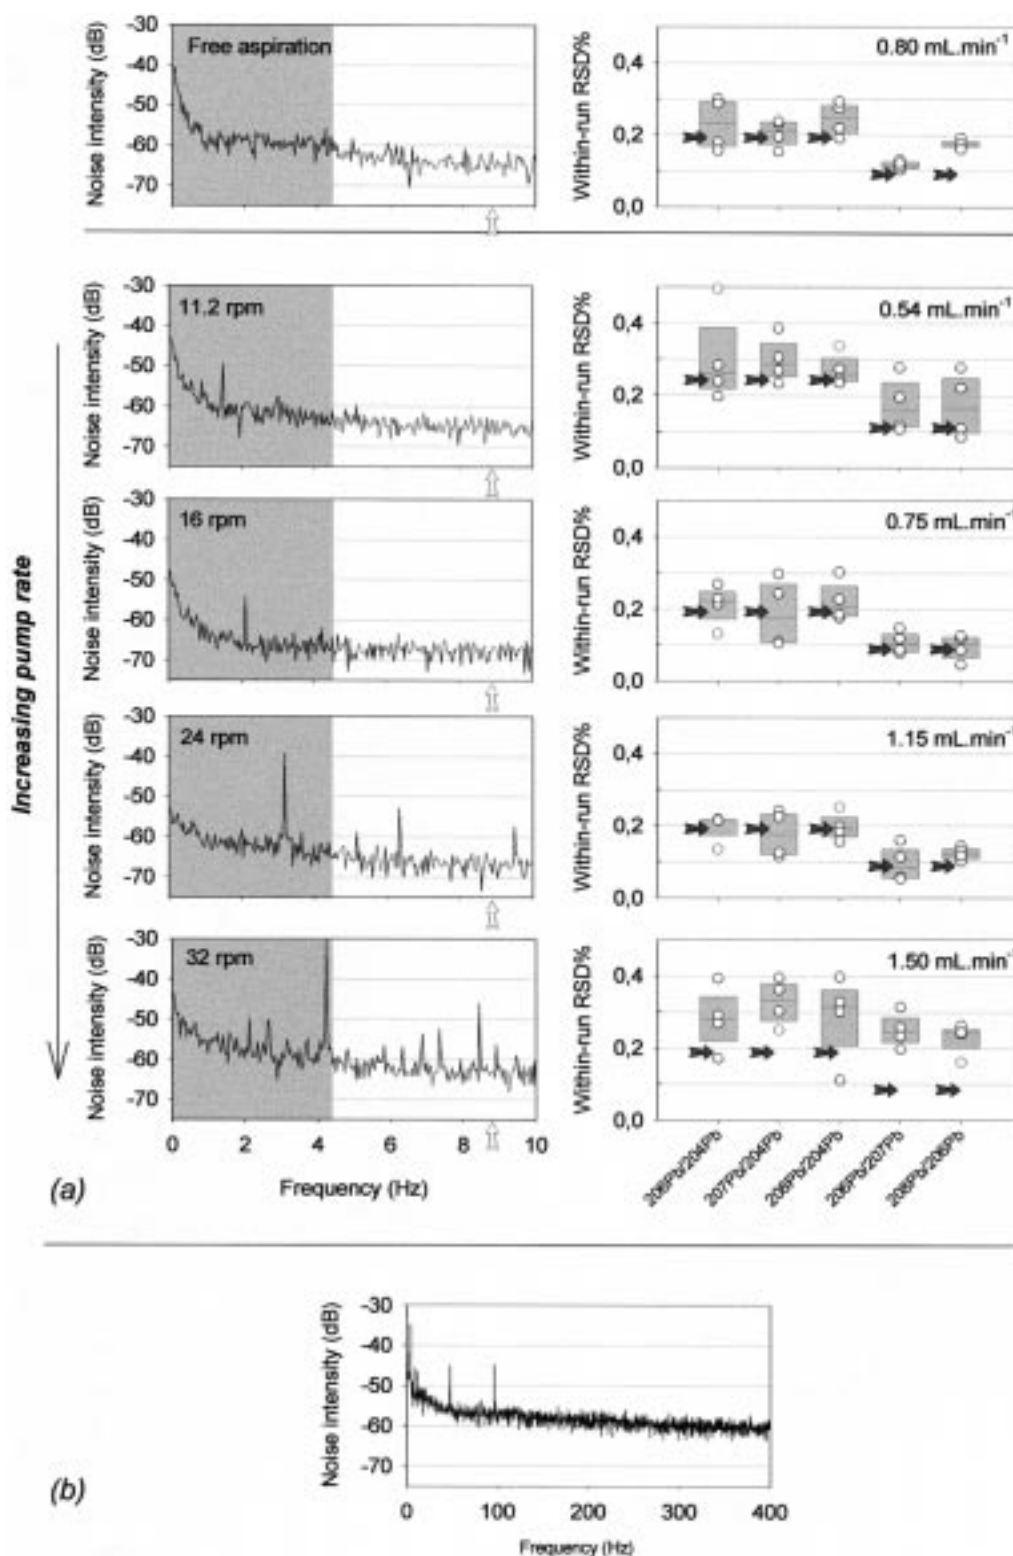 Noise intensity (dB)
-30
-40
-50
-60
-70
Free aspiration
Within-run RSD%
0,4
0,2
0,0
0.80 mL.min-1
Increasing pump rate
Noise intensity (dB)
-30
-40
-50
-60
-70
11.2 rpm
Within-run RSD%
0,4
0,2
0,0
0.54 mL.min-1
Noise intensity (dB)
-30
-40
-50
-60
-70
16 rpm
Within-run RSD%
0,4
0,2
0,0
0.75 mL.min-1
Noise intensity (dB)
-30
-40
-50
-60
-70
24 rpm
Within-run RSD%
0,4
0,2
0,0
1.15 mL.min-1
Noise intensity (dB)
-30
-40
-50
-60
-70
32 rpm
0 2 4 6 8 10
Frequency (Hz)
Within-run RSD%
0,4
0,2
0,0
1.50 mL.min-1
206Pb/204Pb
207Pb/204Pb
208Pb/204Pb
206Pb/207Pb
208Pb/206Pb
(a)
Noise intensity (dB)
-30
-40
-50
-60
-70
0 100 200 300 400
Frequency (Hz)
(b)